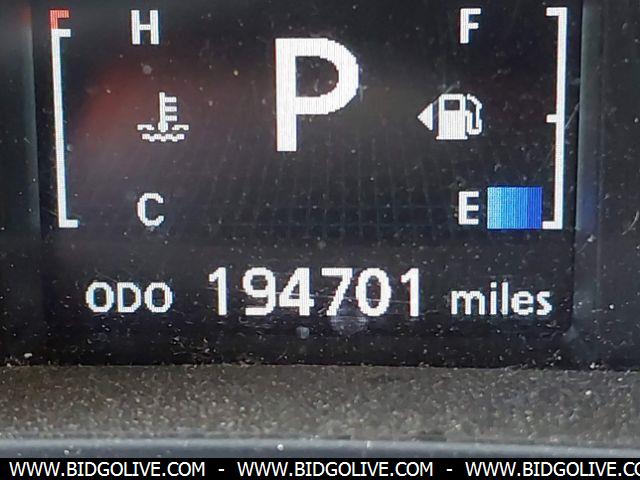 H P F
C E
ODO 194701 miles
WWW.BIDGOLIVE.COM - WWW.BIDGOLIVE.COM - WWW.BIDGOLIVE.CO